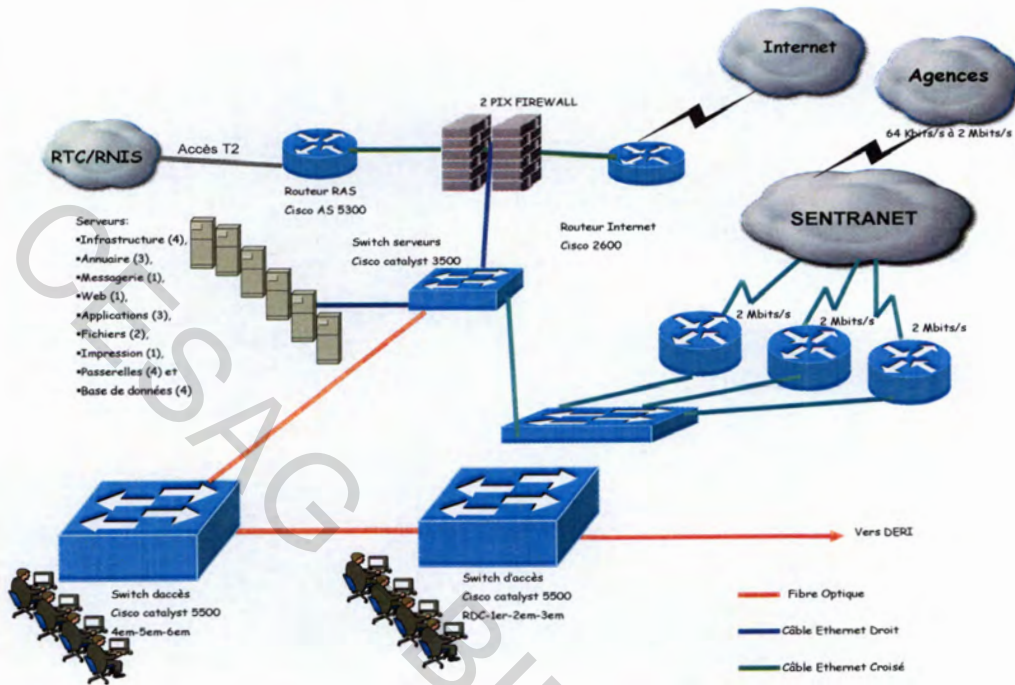 Internet
Agences
2 PIX FIREWALL
64 Kbits/s à 2 Mbits/s
RTC/RNIS
Accès T2
Routeur RAS
Cisco AS 5300
SENTRANET
Serveurs:
▪Infrastructure (4),
▪Annuaire (3),
▪Messagerie (1),
▪Web (1),
▪Applications (3),
▪Fichiers (2),
▪Impression (1),
▪Passerelles (4) et
▪Base de données (4)
Switch serveurs
Cisco catalyst 3500
Routeur Internet
Cisco 2600
2 Mbits/s
2 Mbits/s
2 Mbits/s
Vers DERI
Switch daccès
Cisco catalyst 5500
4em-5em-6em
Switch d'accès
Cisco catalyst 5500
RDC-1er-2em-3em
Fibre Optique
Câble Ethernet Droit
Câble Ethernet Croisé
CESAG